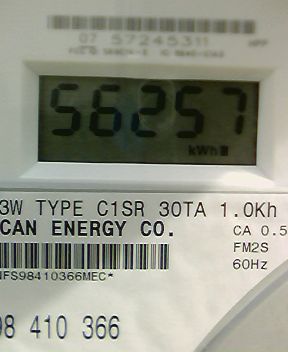 07 57245311
56257
kWh
3W TYPE C1SR 30TA 1.0Kh
CAN ENERGY CO.
CA 0.5
FM2S
60Hz
NFS98410366MEC*
98 410 366